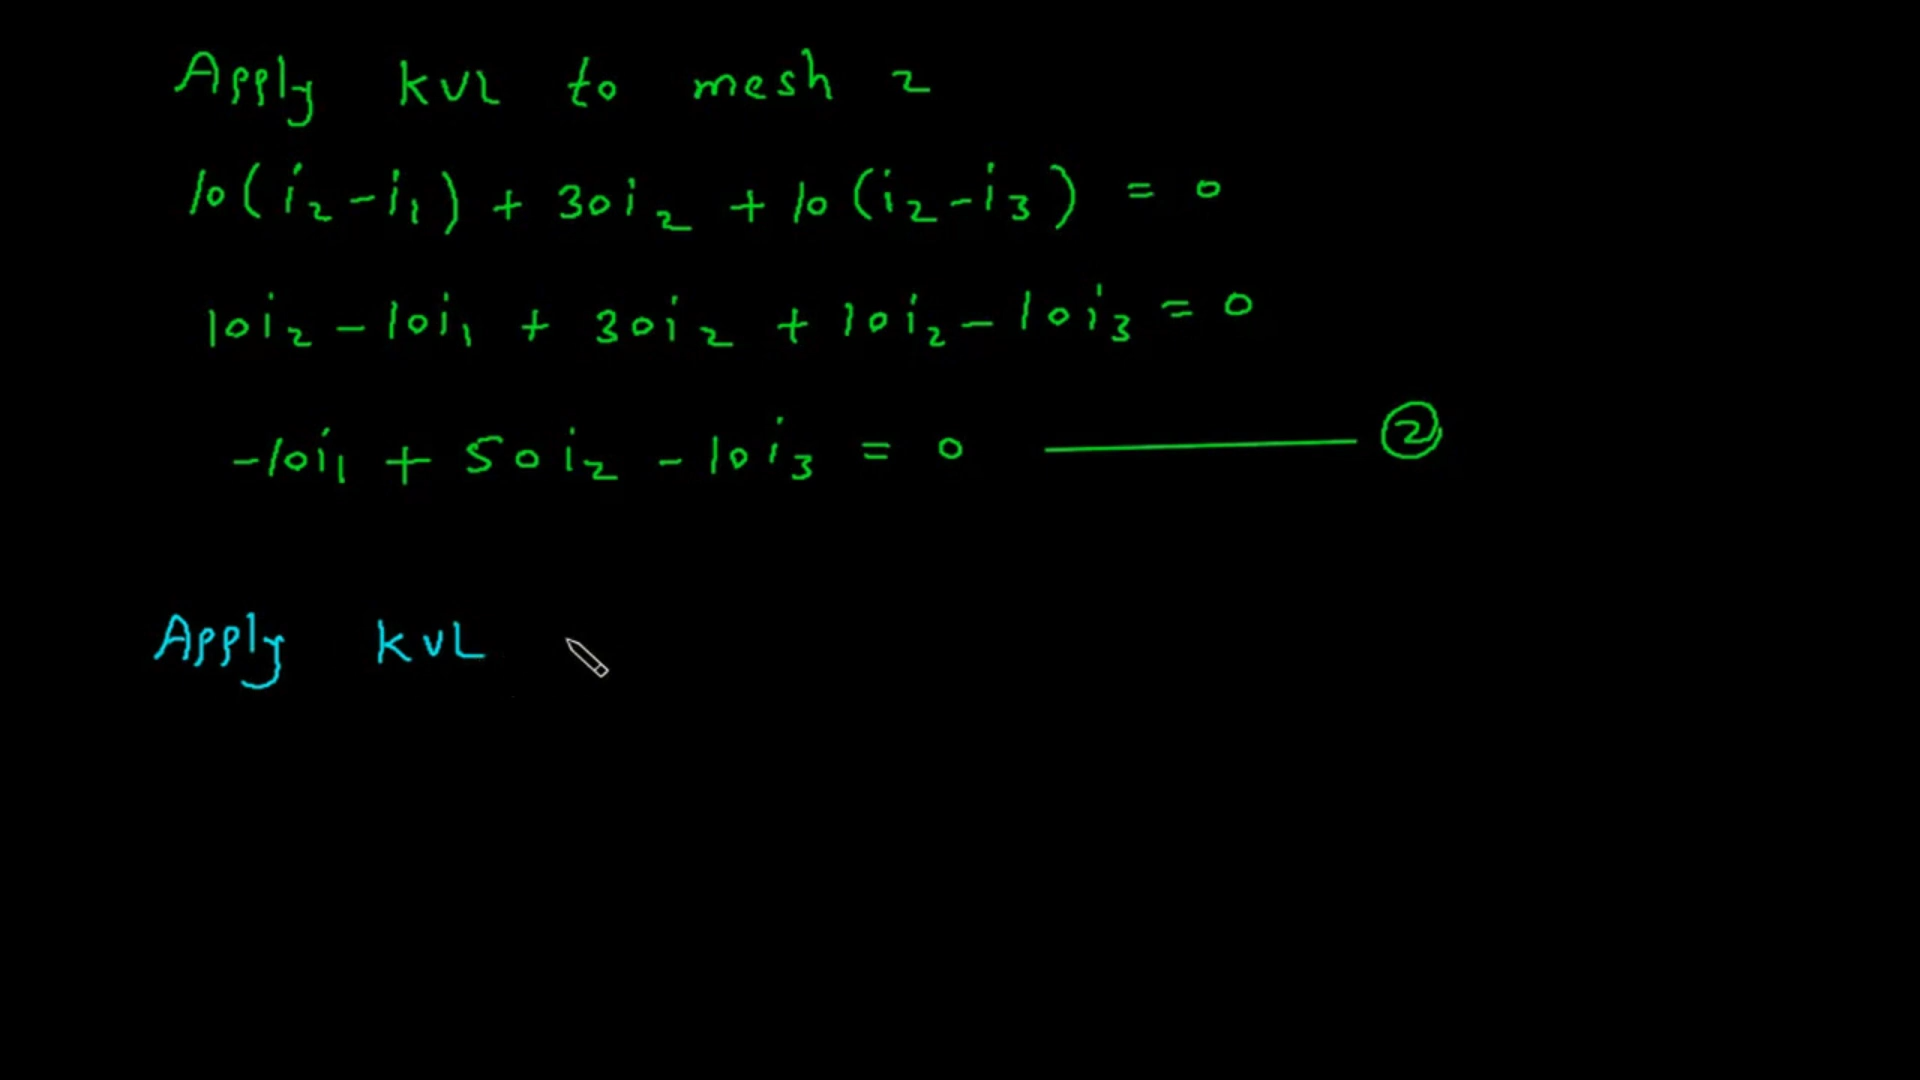 Apply KVL to mesh 2
10(i₂-i₁) + 30i₂ + 10(i₂-i₃) = 0
10i₂ - 10i₁ + 30i₂ + 10i₂ - 10i₃ = 0
-10i₁ + 50i₂ - 10i₃ = 0 ——— ②
Apply KVL